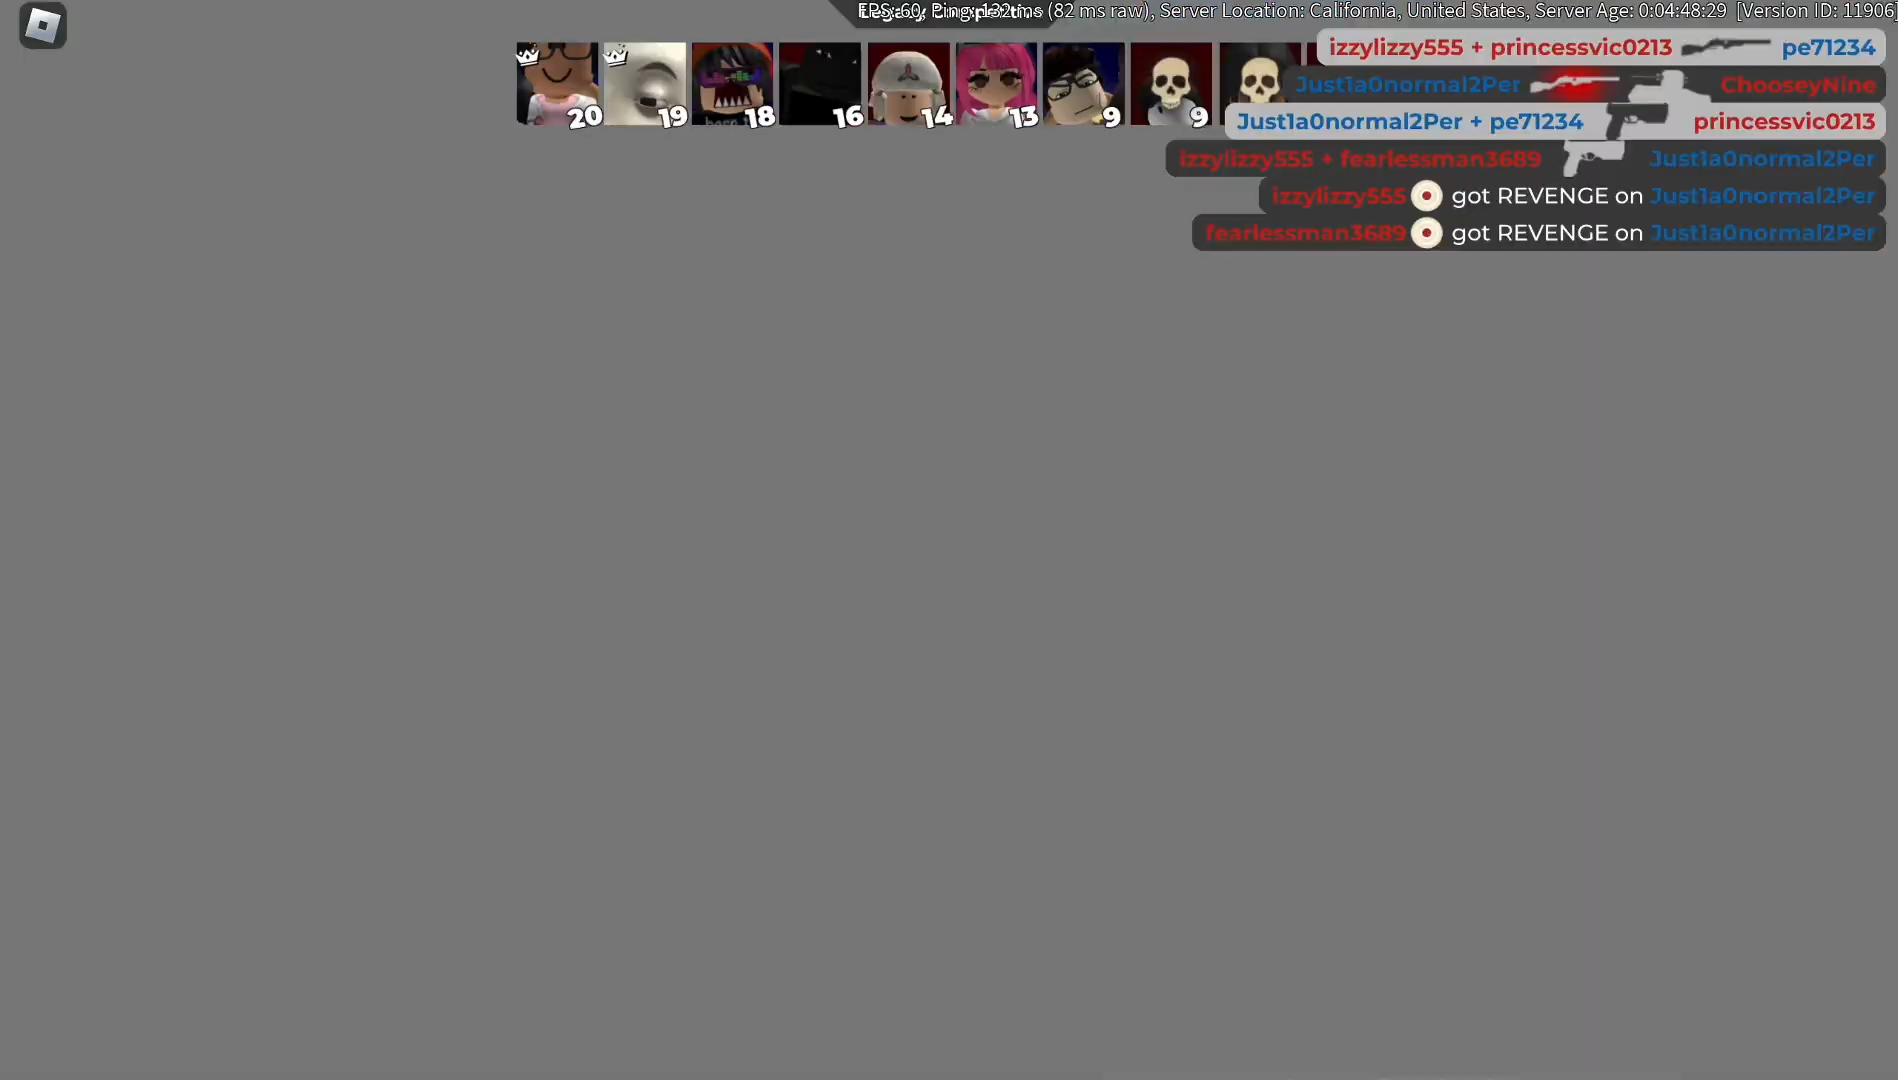 FPS: 60, Ping: 132 ms (82 ms raw), Server Location: California, United States, Server Age: 0:04:48:29 [Version ID: 11906]
izzylizzy555 + princessvic0213 pe71234
20 19 18 16 14 13 9 9
Just1a0normal2Per ChooseyNine
Just1a0normal2Per + pe71234 princessvic0213
izzylizzy555 + fearlessman3689 Just1a0normal2Per
izzylizzy555 got REVENGE on Just1a0normal2Per
fearlessman3689 got REVENGE on Just1a0normal2Per